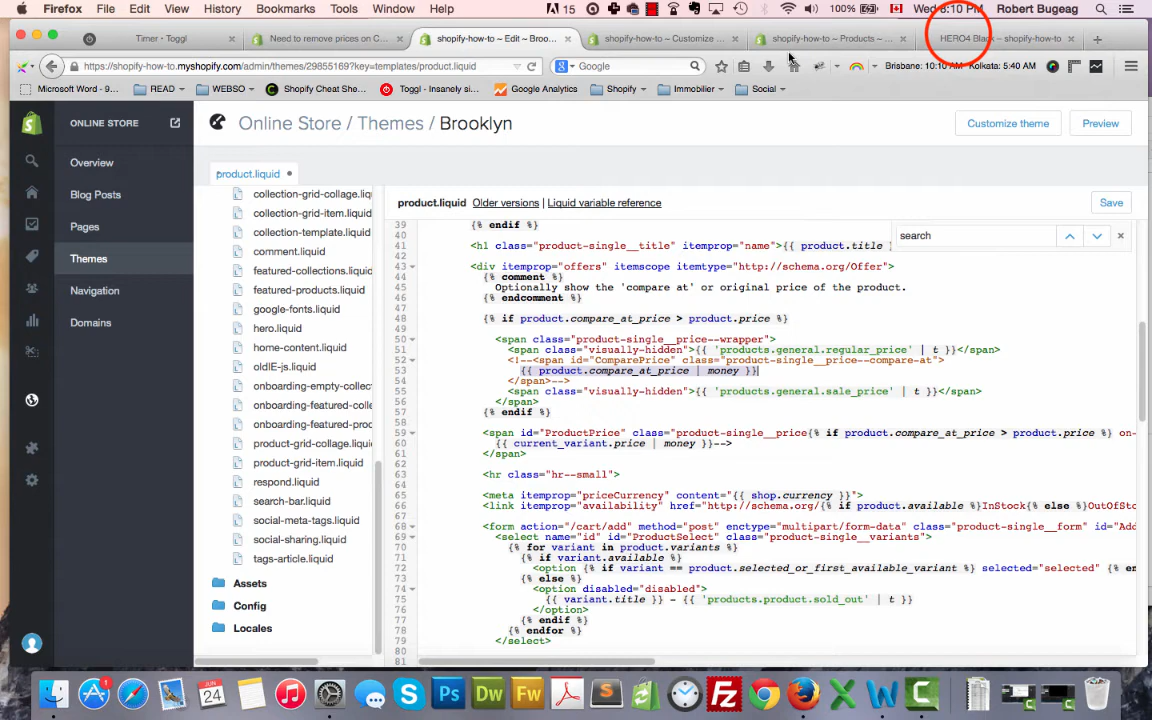 Firefox File Edit View History Bookmarks Tools Window Help 15 100% Wed 8:10 PM Robert Bugeag
Timer - Toggl Need to remove prices on C... shopify-how-to ~ Edit ~ Broo... shopify-how-to ~ Customize ... shopify-how-to ~ Products ~ ... HERO4 Black – shopify-how-to
https://shopify-how-to.myshopify.com/admin/themes/29855169?key=templates/product.liquid Google Brisbane: 10:10 AM Kolkata: 5:40 AM
Microsoft Word - 9... READ WEBSO Shopify Cheat She... Toggl - Insanely si... Google Analytics Shopify Immobilier Social
ONLINE STORE
Online Store / Themes / Brooklyn
Customize theme
Preview
Overview
Blog Posts
Pages
Themes
Navigation
Domains
product.liquid
collection-grid-collage.liq
collection-grid-item.liquid
collection-template.liquid
comment.liquid
featured-collections.liquid
featured-products.liquid
google-fonts.liquid
hero.liquid
home-content.liquid
oldIE-js.liquid
onboarding-empty-collect
onboarding-featured-colle
onboarding-featured-prod
product-grid-collage.liquid
product-grid-item.liquid
respond.liquid
search-bar.liquid
social-meta-tags.liquid
social-sharing.liquid
tags-article.liquid
Assets
Config
Locales
product.liquid Older versions | Liquid variable reference
Save
search
39 {% endif %}
40
41 <h1 class="product-single__title" itemprop="name">{{ product.title
42
43 <div itemprop="offers" itemscope itemtype="http://schema.org/Offer">
44 {% comment %}
45 Optionally show the 'compare at' or original price of the product.
46 {% endcomment %}
47
48 {% if product.compare_at_price > product.price %}
49
50 <span class="product-single__price--wrapper">
51 <span class="visually-hidden">{{ 'products.general.regular_price' | t }}</span>
52 <!--<span id="ComparePrice" class="product-single__price--compare-at">
53 {{ product.compare_at_price | money }}
54 </span>-->
55 <span class="visually-hidden">{{ 'products.general.sale_price' | t }}</span>
56 </span>
57 {% endif %}
58
59 <span id="ProductPrice" class="product-single__price{% if product.compare_at_price > product.price %} on-
60 {{ current_variant.price | money }}-->
61 </span>
62
63 <hr class="hr--small">
64
65 <meta itemprop="priceCurrency" content="{{ shop.currency }}">
66 <link itemprop="availability" href="http://schema.org/{% if product.available %}InStock{% else %}OutOfSto
67
68 <form action="/cart/add" method="post" enctype="multipart/form-data" class="product-single__form" id="Add
69 <select name="id" id="ProductSelect" class="product-single__variants">
70 {% for variant in product.variants %}
71 {% if variant.available %}
72 <option {% if variant == product.selected_or_first_available_variant %} selected="selected" {% en
73 {% else %}
74 <option disabled="disabled">
75 {{ variant.title }} - {{ 'products.product.sold_out' | t }}
76 </option>
77 {% endif %}
78 {% endfor %}
79 </select>
80
81